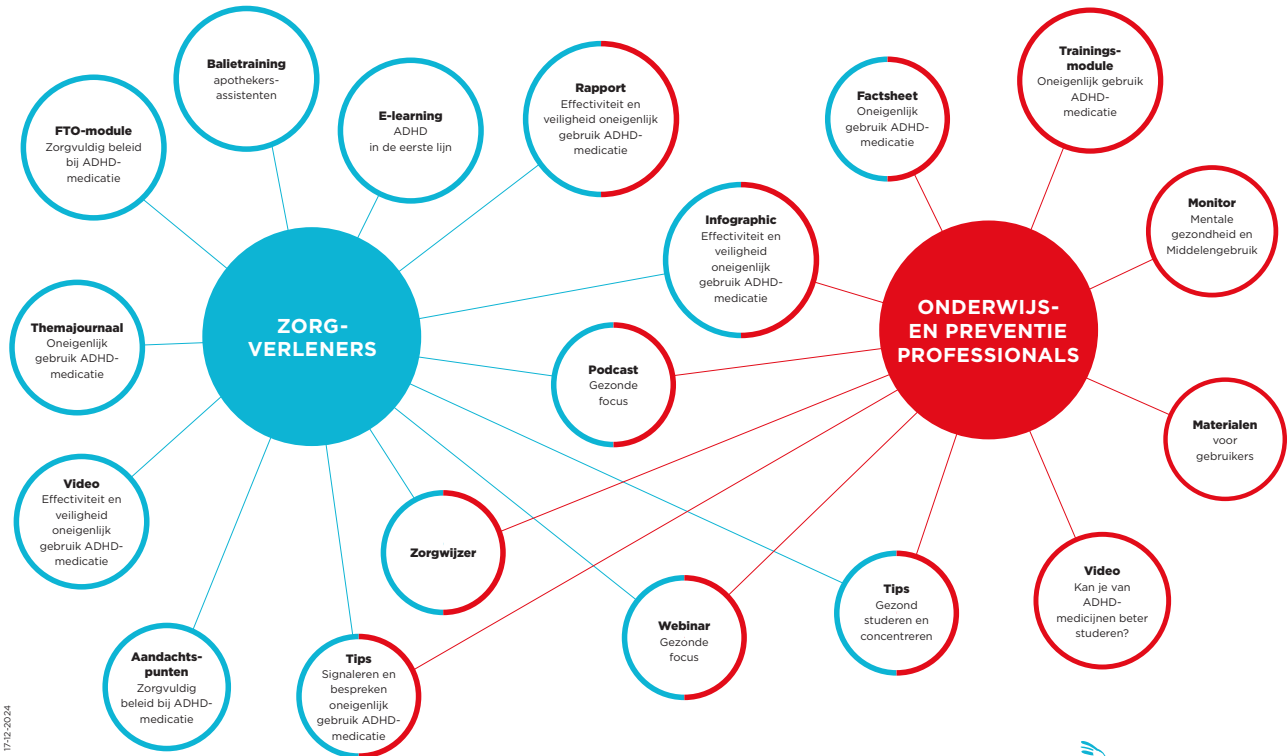 Balietraining
apothekers-
assistenten
FTO-module
Zorgvuldig beleid
bij ADHD-
medicatie
E-learning
ADHD
in de eerste lijn
Rapport
Effectiviteit en
veiligheid oneigenlijk
gebruik ADHD-
medicatie
Factsheet
Oneigenlijk
gebruik ADHD-
medicatie
Trainings-
module
Oneigenlijk gebruik
ADHD-
medicatie
Infographic
Effectiviteit en
veiligheid
oneigenlijk
gebruik ADHD-
medicatie
Monitor
Mentale
gezondheid en
Middelengebruik
ZORG-
VERLENERS
ONDERWIJS-
EN PREVENTIE
PROFESSIONALS
Themajournaal
Oneigenlijk
gebruik ADHD-
medicatie
Podcast
Gezonde
focus
Materialen
voor
gebruikers
Video
Effectiviteit en
veiligheid
oneigenlijk
gebruik ADHD-
medicatie
Zorgwijzer
Aandachts-
punten
Zorgvuldig
beleid bij ADHD-
medicatie
Tips
Signaleren en
bespreken
oneigenlijk
gebruik ADHD-
medicatie
Webinar
Gezonde
focus
Tips
Gezond
studeren en
concentreren
Video
Kan je van
ADHD-
medicijnen beter
studeren?
17-12-2024